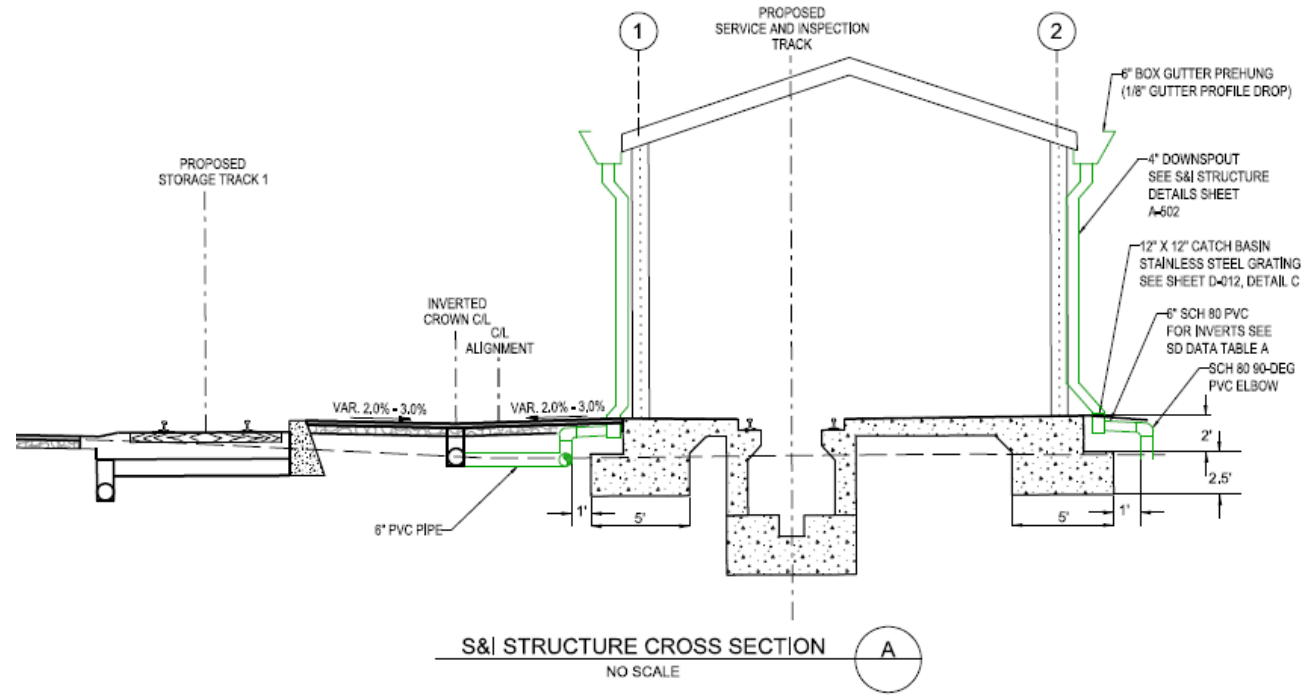 PROPOSED
SERVICE AND INSPECTION
TRACK
1
2
6" BOX GUTTER PREHUNG
(1/8" GUTTER PROFILE DROP)
PROPOSED
STORAGE TRACK 1
4" DOWNSPOUT
SEE S&I STRUCTURE
DETAILS SHEET
A-502
12" X 12" CATCH BASIN
STAINLESS STEEL GRATING
SEE SHEET D-012, DETAIL C
INVERTED
CROWN C/L
C/L
ALIGNMENT
6" SCH 80 PVC
FOR INVERTS SEE
SD DATA TABLE A
SCH 80 90-DEG
PVC ELBOW
VAR. 2.0% - 3.0%
VAR. 2.0% - 3.0%
2'
2.5'
1'
5'
5'
1'
6" PVC PIPE
S&I STRUCTURE CROSS SECTION
A
NO SCALE